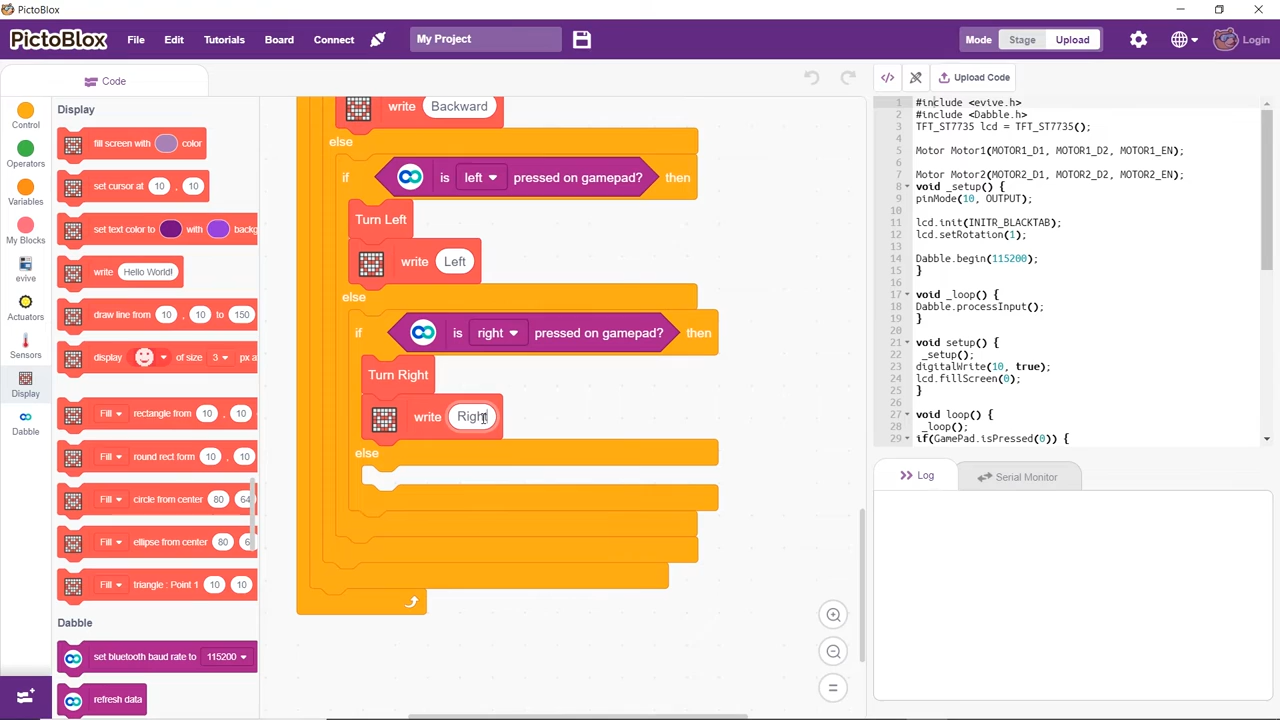 PictoBlox
PictoBlox File Edit Tutorials Board Connect My Project Mode Stage Upload Login
Code
Upload Code
Control
Operators
Variables
My Blocks
evive
Actuators
Sensors
Display
Dabble
Display
fill screen with color
set cursor at 10 , 10
set text color to with backg
write Hello World!
draw line from 10 , 10 to 150
display of size 3 px a
Fill rectangle from 10 , 10
Fill round rect form 10 , 10
Fill circle from center 80 64
Fill ellipse from center 80 6
Fill triangle : Point 1 10 10
Dabble
set bluetooth baud rate to 115200
refresh data
write Backward
else
if is left pressed on gamepad? then
Turn Left
write Left
else
if is right pressed on gamepad? then
Turn Right
write Right
else
1 #include <evive.h>
2 #include <Dabble.h>
3 TFT_ST7735 lcd = TFT_ST7735();
4
5 Motor Motor1(MOTOR1_D1, MOTOR1_D2, MOTOR1_EN);
6
7 Motor Motor2(MOTOR2_D1, MOTOR2_D2, MOTOR2_EN);
8 void _setup() {
9 pinMode(10, OUTPUT);
10
11 lcd.init(INITR_BLACKTAB);
12 lcd.setRotation(1);
13
14 Dabble.begin(115200);
15 }
16
17 void _loop() {
18 Dabble.processInput();
19 }
20
21 void setup() {
22 _setup();
23 digitalWrite(10, true);
24 lcd.fillScreen(0);
25 }
26
27 void loop() {
28 _loop();
29 if(GamePad.isPressed(0)) {
Log Serial Monitor